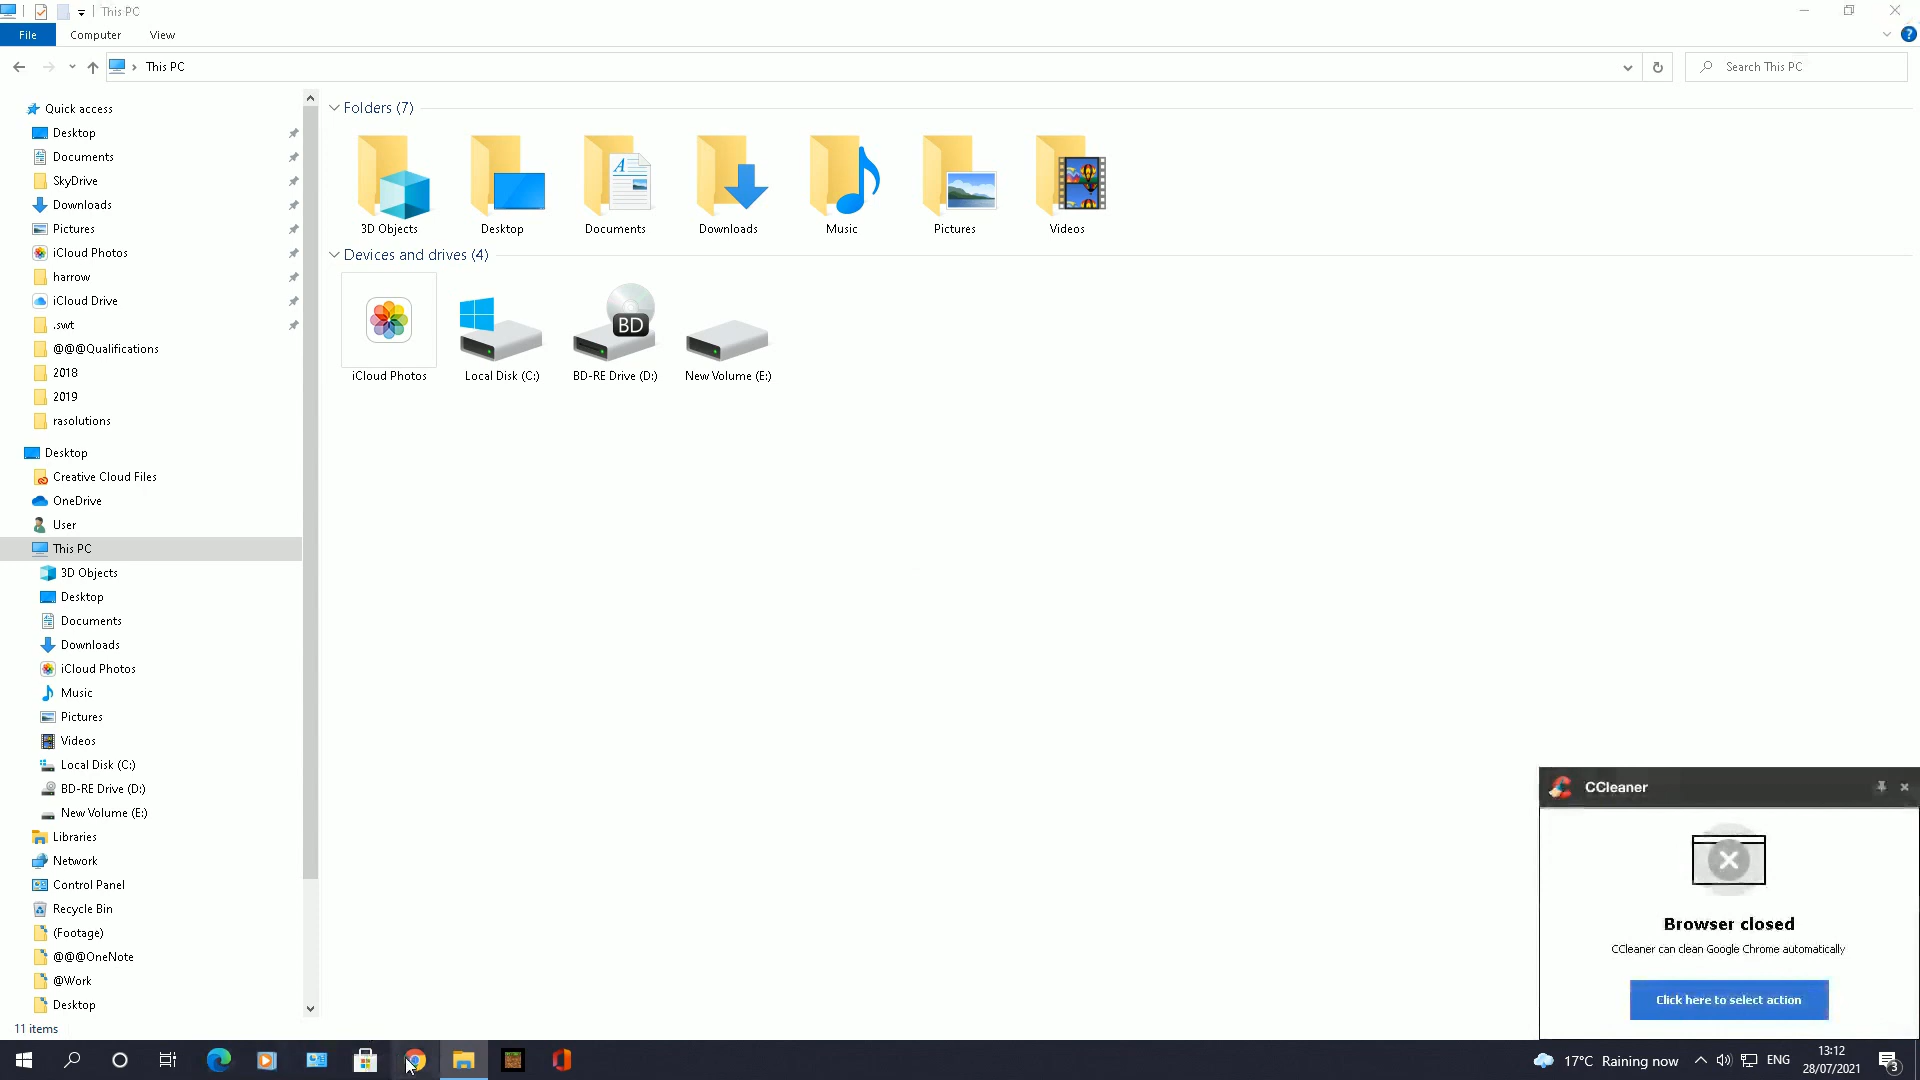 This PC
File Computer View
This PC
Search This PC
Quick access
Desktop
Documents
SkyDrive
Downloads
Pictures
iCloud Photos
harrow
iCloud Drive
.swt
@@@Qualifications
2018
2019
rasolutions
Desktop
Creative Cloud Files
OneDrive
User
This PC
3D Objects
Desktop
Documents
Downloads
iCloud Photos
Music
Pictures
Videos
Local Disk (C:)
BD-RE Drive (D:)
New Volume (E:)
Libraries
Network
Control Panel
Recycle Bin
(Footage)
@@@OneNote
@Work
Desktop
11 items
Folders (7)
3D Objects Desktop Documents Downloads Music Pictures Videos
Devices and drives (4)
BD
iCloud Photos Local Disk (C:) BD-RE Drive (D:) New Volume (E:)
CCleaner
Browser closed
CCleaner can clean Google Chrome automatically
Click here to select action
17°C Raining now ENG 13:12
28/07/2021
3